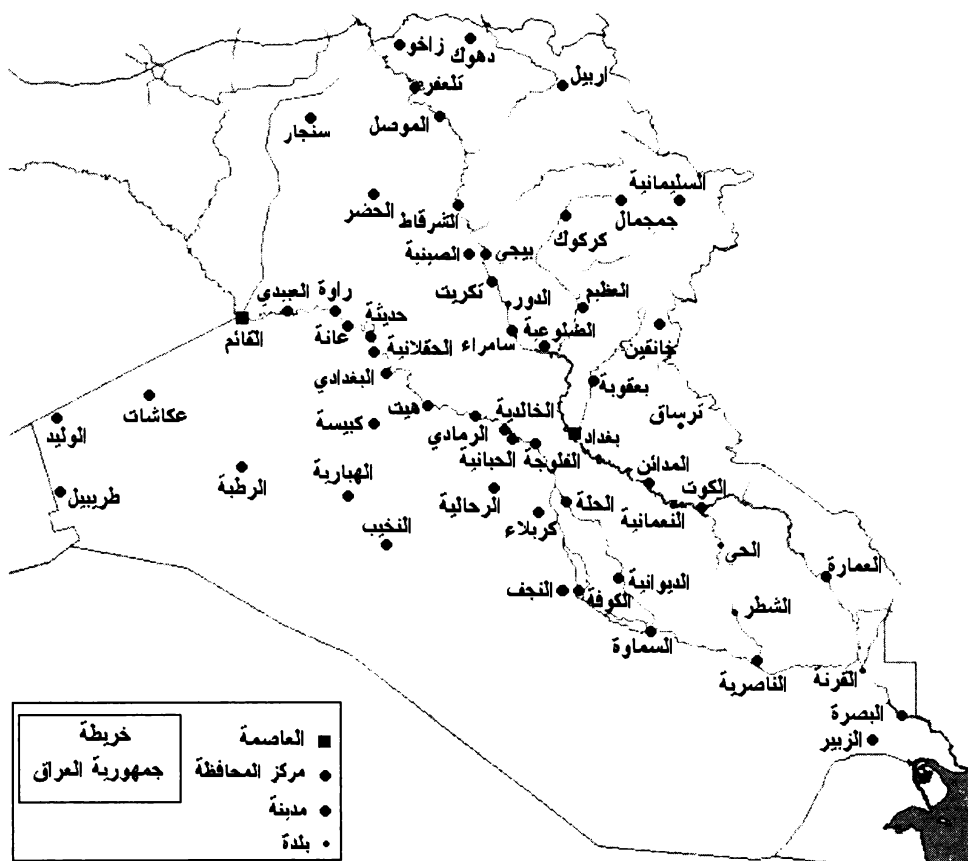 زاخو
دهوك
تلعفر
اربيل
سنجار
الموصل
السليمانية
الحضر
الشرقاط
جمجمال
كركوك
الصينية
بيجي
تكريت
الدور
العظيم
العبيدي
راوة
القائم
عانة
حديثة
الضلوعية
سامراء
خانقين
الحقلانية
البغدادي
بعقوبة
عكاشات
هيت
الخالدية
ترساق
الوليد
كبيسة
الرمادي
بغداد
الحبانية
الفلوجة
المدائن
الرطبة
الهبارية
الكوت
طريبيل
الرحالية
الحلة
النعمانية
النخيب
كربلاء
الحي
العمارة
النجف
الكوفة
الديوانية
الشطر
السماوة
الناصرية
القرنة
البصرة
الزبير
خريطة
جمهورية العراق
العاصمة
مركز المحافظة
مدينة
بلدة